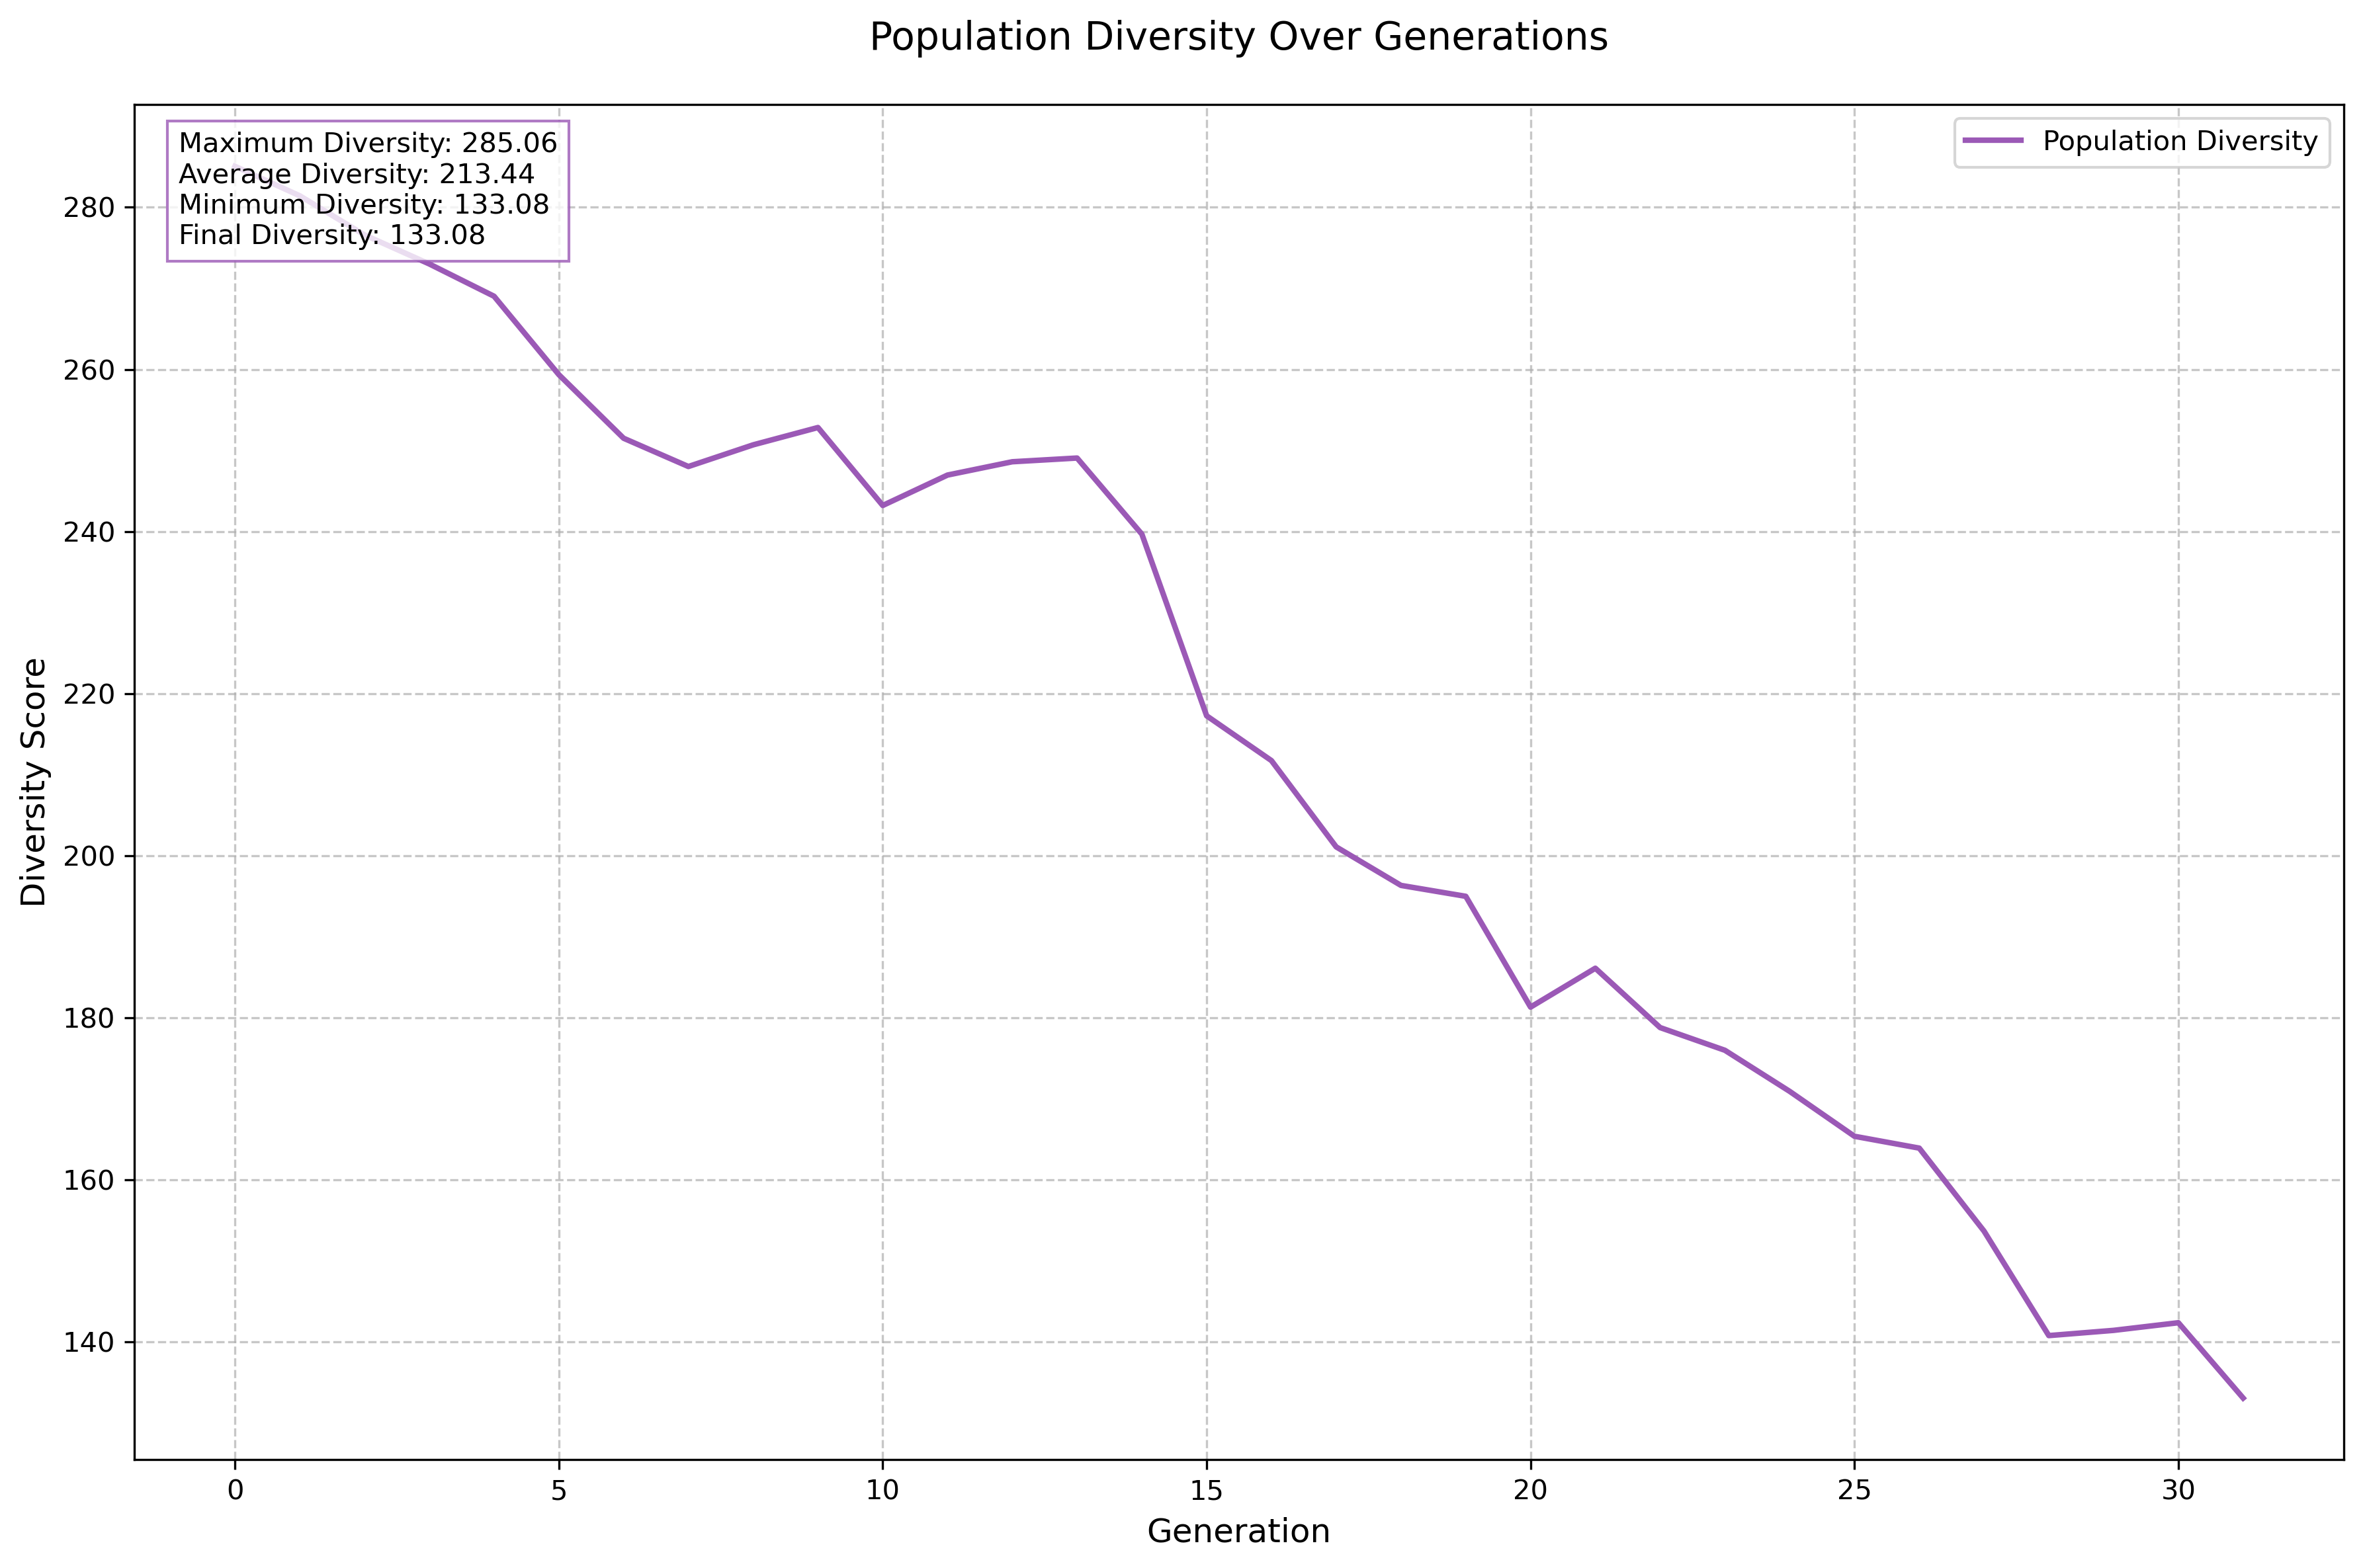 Population Diversity Over Generations
Maximum Diversity: 285.06
Average Diversity: 213.44
Minimum Diversity: 133.08
Final Diversity: 133.08
Population Diversity
280
260
240
220
200
180
160
140
Diversity Score
0 5 10 15 20 25 30
Generation